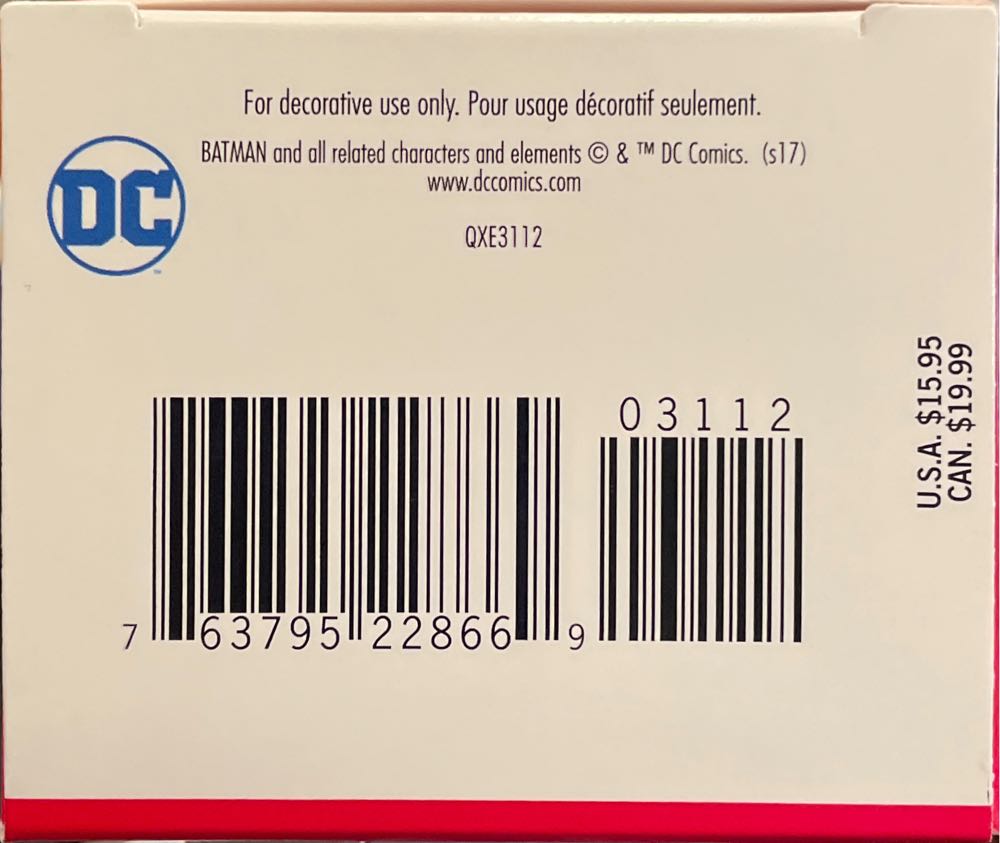 For decorative use only. Pour usage décoratif seulement.
BATMAN and all related characters and elements © & ™ DC Comics. (s17)
www.dccomics.com
QXE3112
DC™
03112
U.S.A. $15.95
CAN. $19.99
7 63795 22866 9